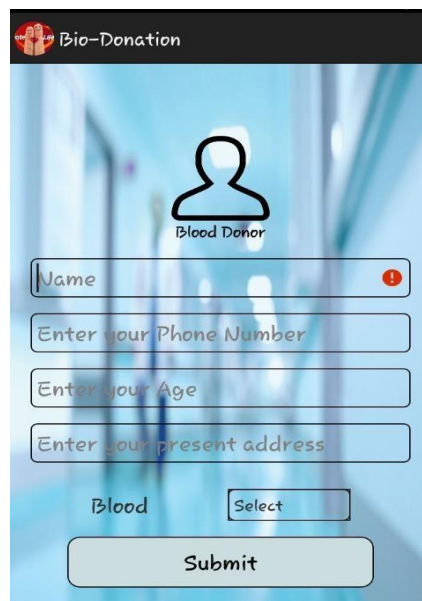 Bio-Donation
Blood Donor
Name
Enter your Phone Number
Enter your Age
Enter your present address
Blood
Select
Submit